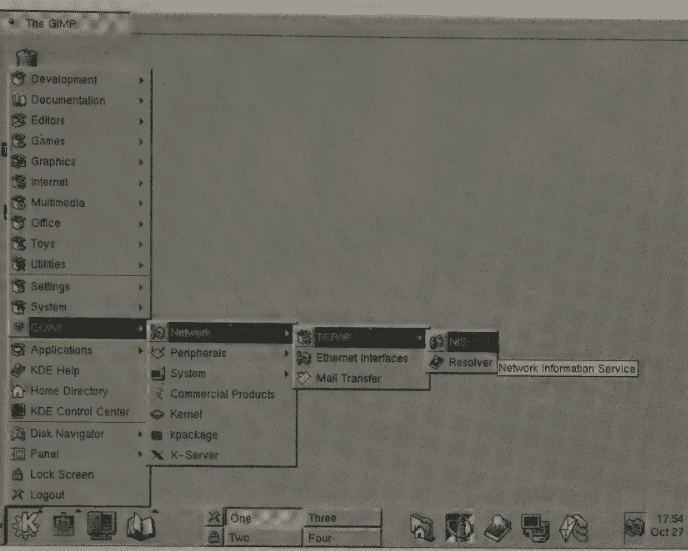 The GIMP
Development
Documentation
Editors
Games
Graphics
Internet
Multimedia
Office
Toys
Utilities
Settings
System
COAS
Applications
KDE Help
Home Directory
KDE Control Center
Disk Navigator
Panel
Lock Screen
Logout
Network
Peripherals
System
Commercial Products
Kernel
kpackage
X-Server
TCP/IP
Ethernet Interfaces
Mail Transfer
NIS
Resolver
Network Information Service
One
Two
Three
Four
17:54
Oct 27